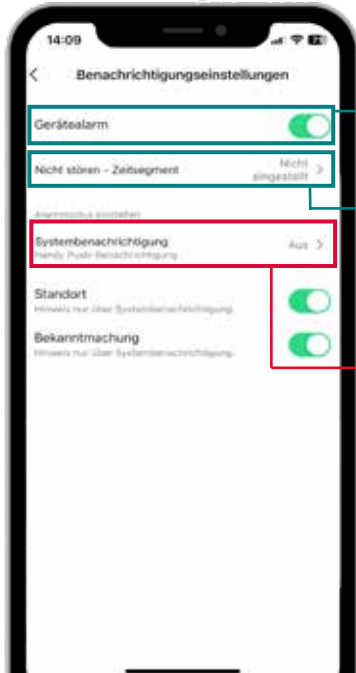 14:09
Benachrichtigungseinstellungen
Gerätealarm
Nicht stören - Zeitsegment
Nicht
eingestellt
Alarmmodus einstellen
Systembenachrichtigung
Aus
Handy Push-Benachrichtigung
Standort
Hinweis nur über Systembenachrichtigung.
Bekanntmachung
Hinweis nur über Systembenachrichtigung.